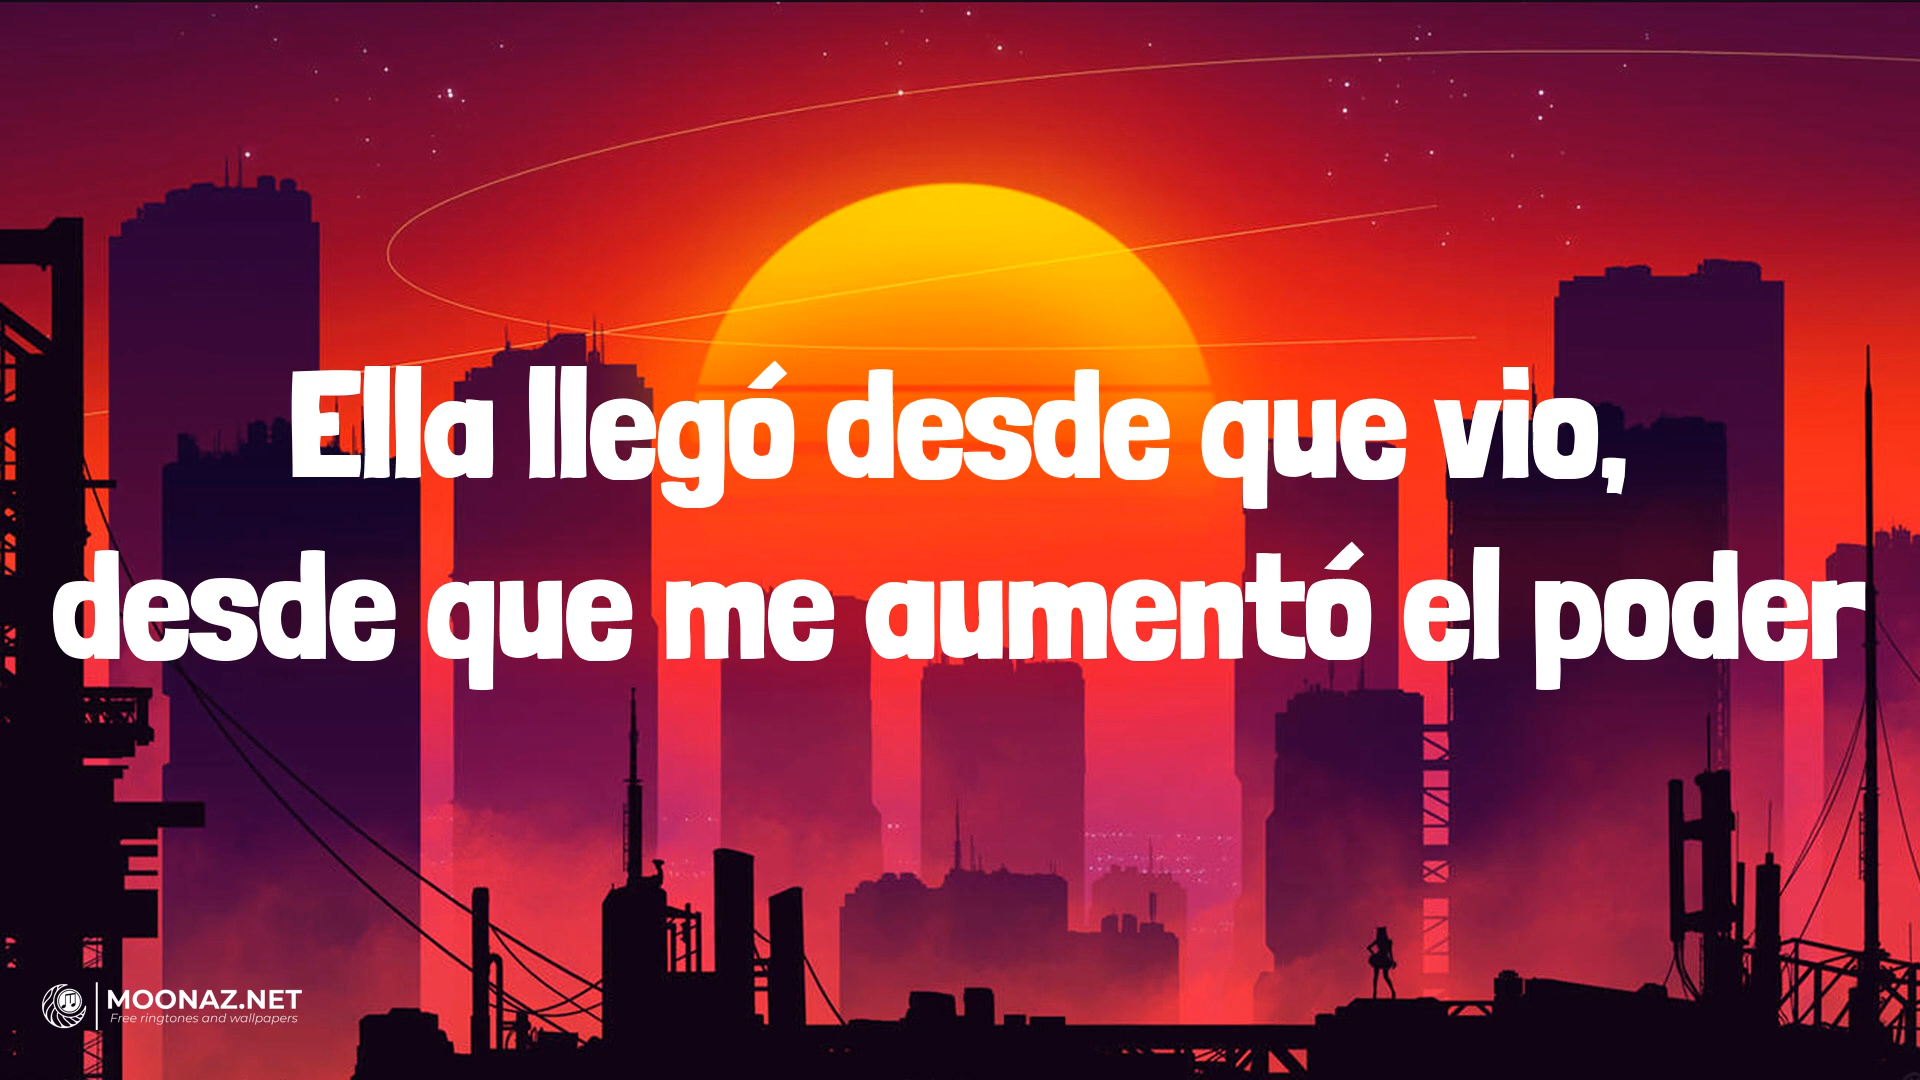 Ella llegó desde que vio,
desde que me aumentó el poder
MOONAZ.NET
Free ringtones and wallpapers